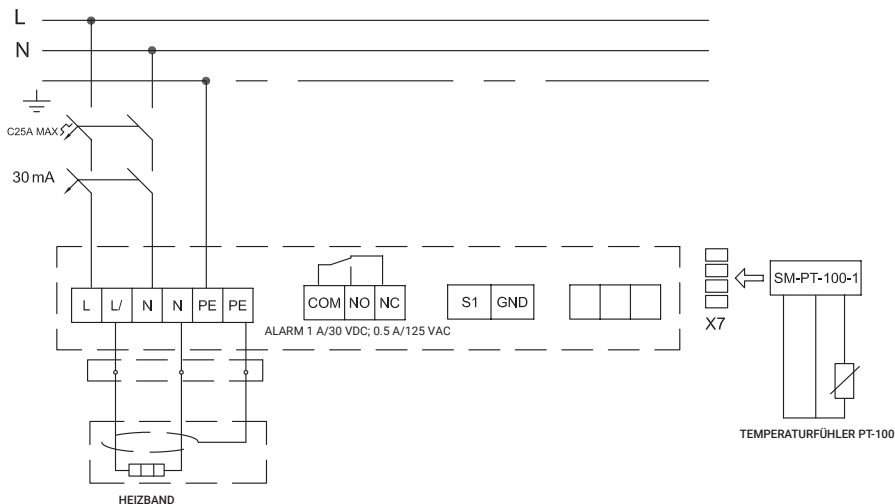 L
N
C25A MAX
30 mA
L L/ N N PE PE
COM NO NC
S1 GND
ALARM 1 A/30 VDC; 0.5 A/125 VAC
X7
SM-PT-100-1
TEMPERATURFÜHLER PT-100
HEIZBAND